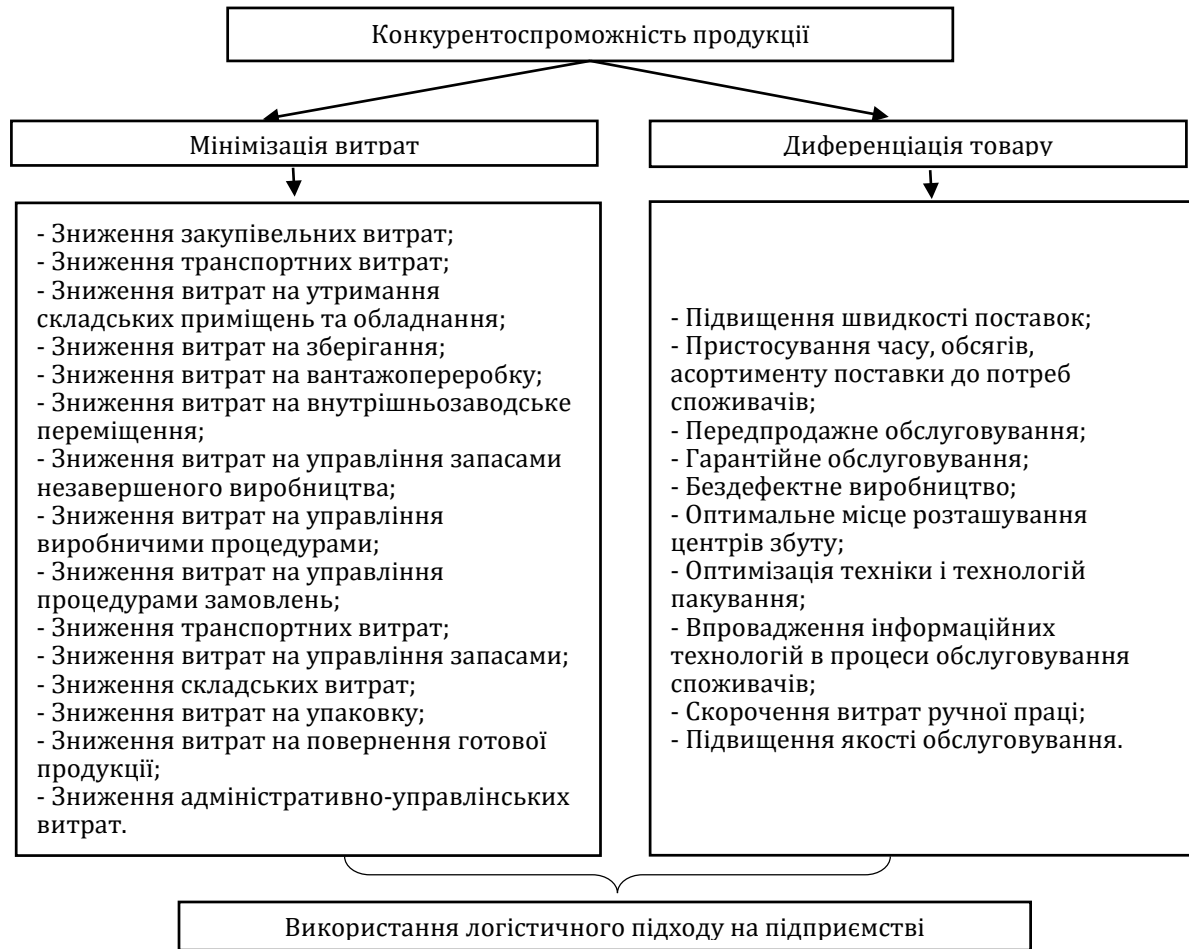 Конкурентоспроможність продукції
Мінімізація витрат
- Зниження закупівельних витрат;
- Зниження транспортних витрат;
- Зниження витрат на утримання
складських приміщень та обладнання;
- Зниження витрат на зберігання;
- Зниження витрат на вантажопереробку;
- Зниження витрат на внутрішньозаводське
переміщення;
- Зниження витрат на управління запасами
незавершеного виробництва;
- Зниження витрат на управління
виробничими процедурами;
- Зниження витрат на управління
процедурами замовлень;
- Зниження транспортних витрат;
- Зниження витрат на управління запасами;
- Зниження складських витрат;
- Зниження витрат на упаковку;
- Зниження витрат на повернення готової
продукції;
- Зниження адміністративно-управлінських
витрат.
Диференціація товару
- Підвищення швидкості поставок;
- Пристосування часу, обсягів,
асортименту поставки до потреб
споживачів;
- Передпродажне обслуговування;
- Гарантійне обслуговування;
- Бездефектне виробництво;
- Оптимальне місце розташування
центрів збуту;
- Оптимізація техніки і технологій
пакування;
- Впровадження інформаційних
технологій в процеси обслуговування
споживачів;
- Скорочення витрат ручної праці;
- Підвищення якості обслуговування.
Використання логістичного підходу на підприємстві